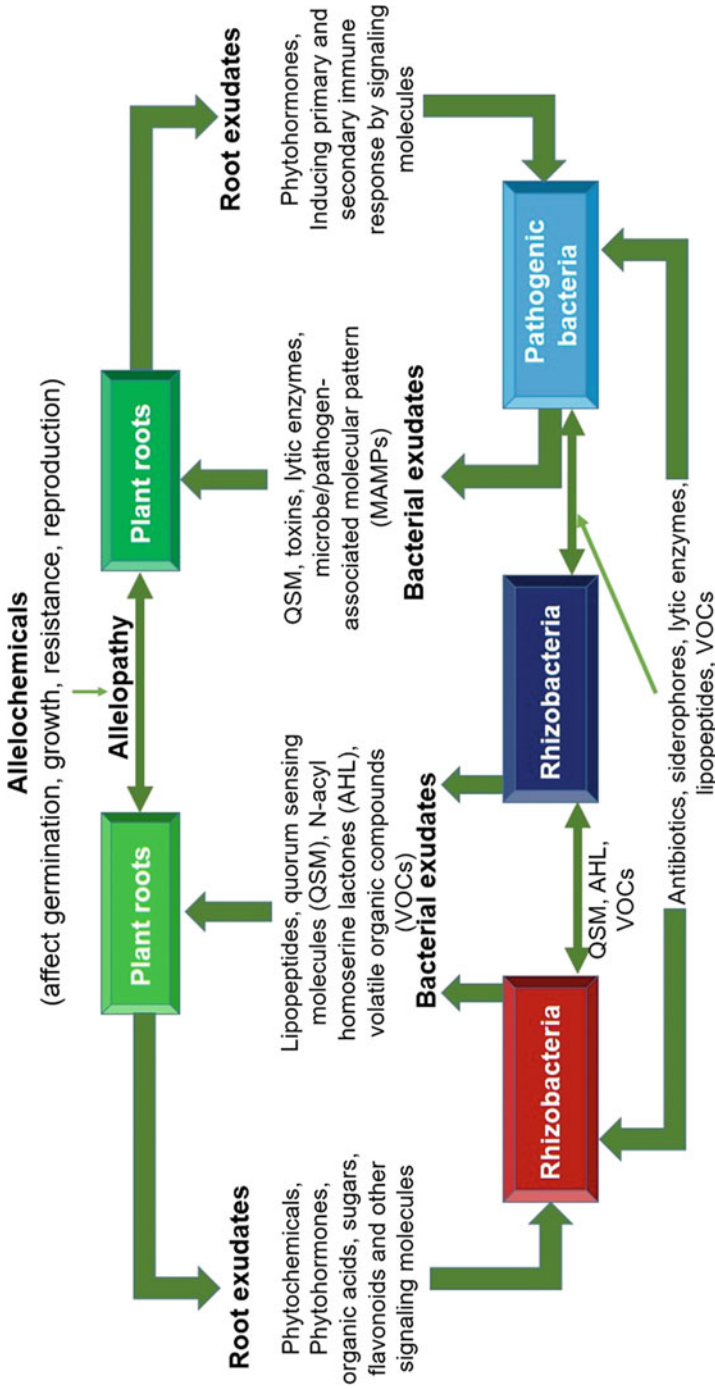 Allelochemicals
(affect germination, growth, resistance, reproduction)
Plant roots
Allelopathy
Plant roots
Root exudates
Phytochemicals,
Phytohormones,
organic acids, sugars,
flavonoids and other
signaling molecules
Lipopeptides, quorum sensing
molecules (QSM), N-acyl
homoserine lactones (AHL),
volatile organic compounds
(VOCs)
Bacterial exudates
QSM, toxins, lytic enzymes,
microbe/pathogen-
associated molecular pattern
(MAMPs)
Bacterial exudates
Root exudates
Phytohormones,
Inducing primary and
secondary immune
response by signaling
molecules
Rhizobacteria
QSM, AHL,
VOCs
Rhizobacteria
Pathogenic
bacteria
Antibiotics, siderophores, lytic enzymes,
lipopeptides, VOCs